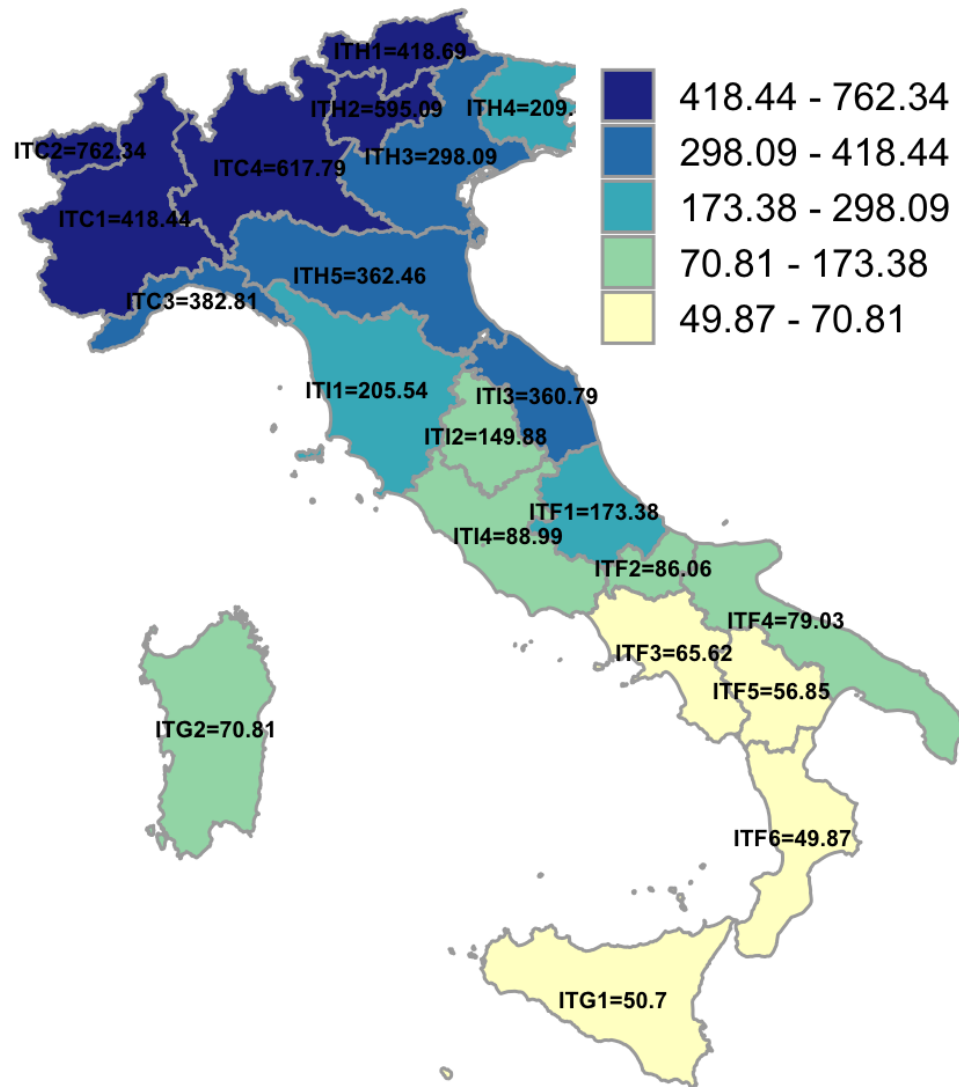 ITH1=418.69
ITH2=595.09
ITH4=209.
ITC2=762.34
ITH3=298.09
ITC4=617.79
ITC1=418.44
ITH5=362.46
ITC3=382.81
ITI1=205.54
ITI3=360.79
ITI2=149.88
ITF1=173.38
ITI4=88.99
ITF2=86.06
ITF4=79.03
ITF3=65.62
ITF5=56.85
ITG2=70.81
ITF6=49.87
ITG1=50.7
418.44 - 762.34
298.09 - 418.44
173.38 - 298.09
70.81 - 173.38
49.87 - 70.81